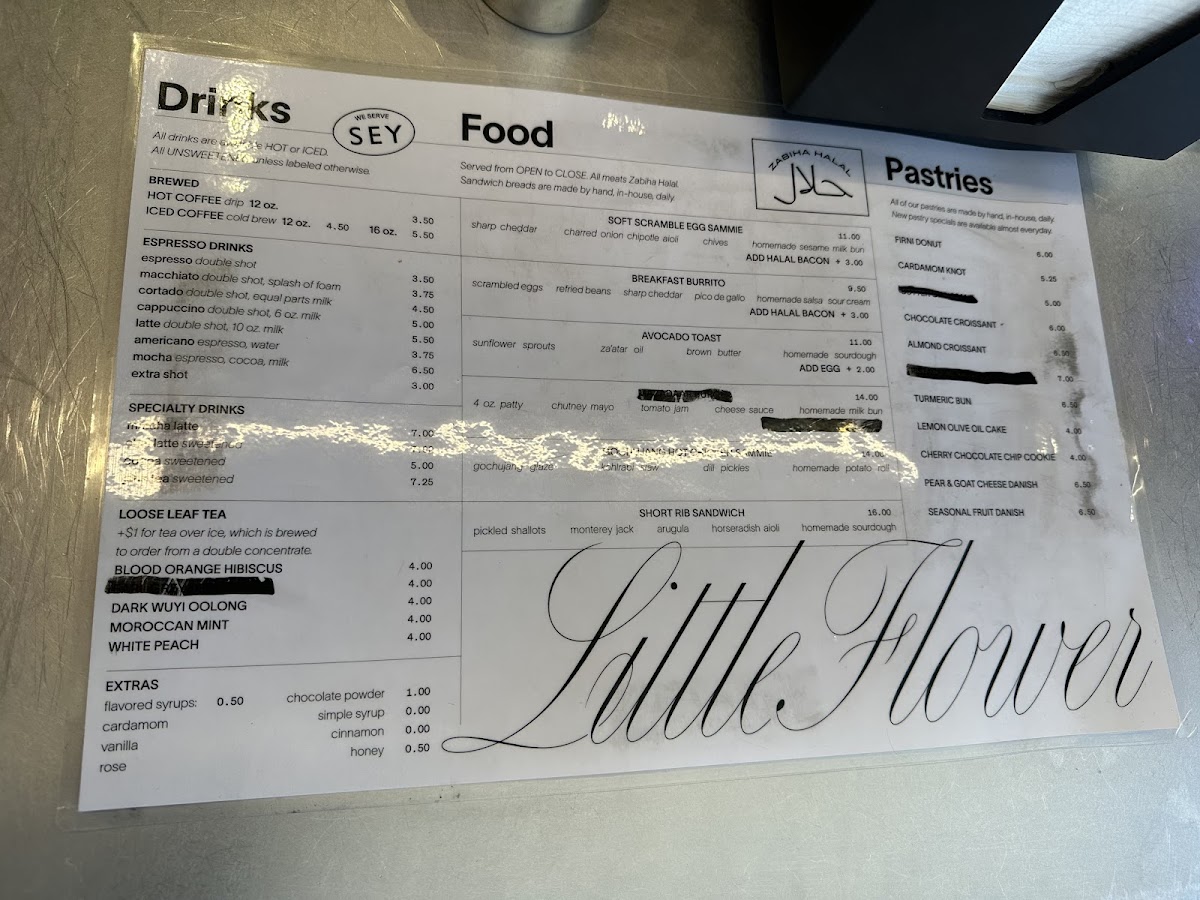 Drinks
WE SERVE
SEY
All drinks are HOT or ICED.
All unless labeled otherwise.
BREWED
HOT COFFEE drip 12 oz. 3.50
ICED COFFEE cold brew 12 oz. 4.50 16 oz. 5.50
ESPRESSO DRINKS
espresso double shot 3.50
macchiato double shot, splash of foam 3.75
cortado double shot, equal parts milk 4.50
cappuccino double shot, 6 oz. milk 5.00
latte double shot, 10 oz. milk 5.50
americano espresso, water 3.75
mocha espresso, cocoa, milk 6.50
extra shot 3.00
SPECIALTY DRINKS
latte 7.00
latte sweetened
sweetened 5.00
sweetened 7.25
LOOSE LEAF TEA
+$1 for tea over ice, which is brewed
to order from a double concentrate.
BLOOD ORANGE HIBISCUS 4.00
4.00
DARK WUYI OOLONG 4.00
MOROCCAN MINT 4.00
WHITE PEACH 4.00
EXTRAS
flavored syrups: 0.50
cardamom
vanilla
rose
chocolate powder 1.00
simple syrup 0.00
cinnamon 0.00
honey 0.50
Food
Served from OPEN to CLOSE. All meats Zabiha Halal.
Sandwich breads are made by hand, in-house, daily.
ZABIHA HALAL
حلال
SOFT SCRAMBLE EGG SAMMIE 11.00
sharp cheddar charred onion chipotle aioli chives homemade sesame milk bun
ADD HALAL BACON + 3.00
BREAKFAST BURRITO 9.50
scrambled eggs refried beans sharp cheddar pico de gallo homemade salsa sour cream
ADD HALAL BACON + 3.00
AVOCADO TOAST 11.00
sunflower sprouts za'atar oil brown butter homemade sourdough
ADD EGG + 2.00
14.00
4 oz. patty chutney mayo tomato jam cheese sauce homemade milk bun
14.00
gochujang glaze kohlrabi slaw dill pickles homemade potato roll
SHORT RIB SANDWICH 16.00
pickled shallots monterey jack arugula horseradish aioli homemade sourdough
Little Flower
Pastries
All of our pastries are made by hand, in-house, daily.
New pastry specials are available almost everyday.
FIRNI DONUT 6.00
CARDAMOM KNOT 5.25
5.00
CHOCOLATE CROISSANT 6.00
ALMOND CROISSANT 6.50
7.00
TURMERIC BUN 6.50
LEMON OLIVE OIL CAKE 4.00
CHERRY CHOCOLATE CHIP COOKIE 4.00
PEAR & GOAT CHEESE DANISH 6.50
SEASONAL FRUIT DANISH 6.50